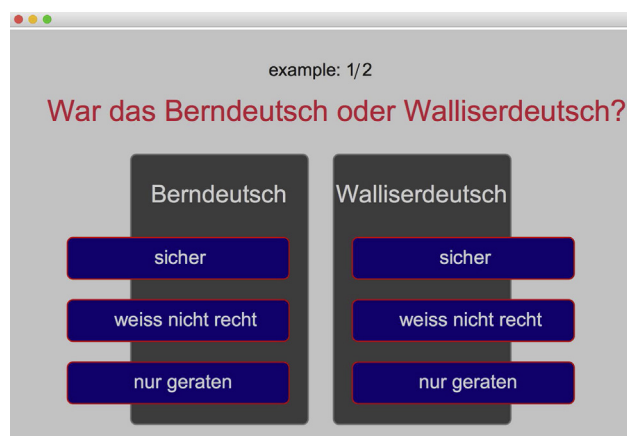 example: 1/2
War das Berndeutsch oder Walliserdeutsch?
Berndeutsch
Walliserdeutsch
sicher
sicher
weiss nicht recht
weiss nicht recht
nur geraten
nur geraten